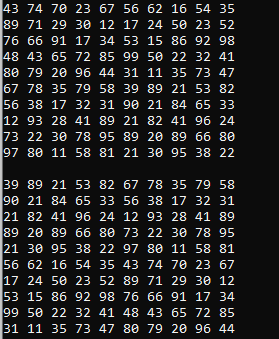 43 74 70 23 67 56 62 16 54 35
89 71 29 30 12 17 24 50 23 52
76 66 91 17 34 53 15 86 92 98
48 43 65 72 85 99 50 22 32 41
80 79 20 96 44 31 11 35 73 47
67 78 35 79 58 39 89 21 53 82
56 38 17 32 31 90 21 84 65 33
12 93 28 41 89 21 82 41 96 24
73 22 30 78 95 89 20 89 66 80
97 80 11 58 81 21 30 95 38 22

39 89 21 53 82 67 78 35 79 58
90 21 84 65 33 56 38 17 32 31
21 82 41 96 24 12 93 28 41 89
89 20 89 66 80 73 22 30 78 95
21 30 95 38 22 97 80 11 58 81
56 62 16 54 35 43 74 70 23 67
17 24 50 23 52 89 71 29 30 12
53 15 86 92 98 76 66 91 17 34
99 50 22 32 41 48 43 65 72 85
31 11 35 73 47 80 79 20 96 44